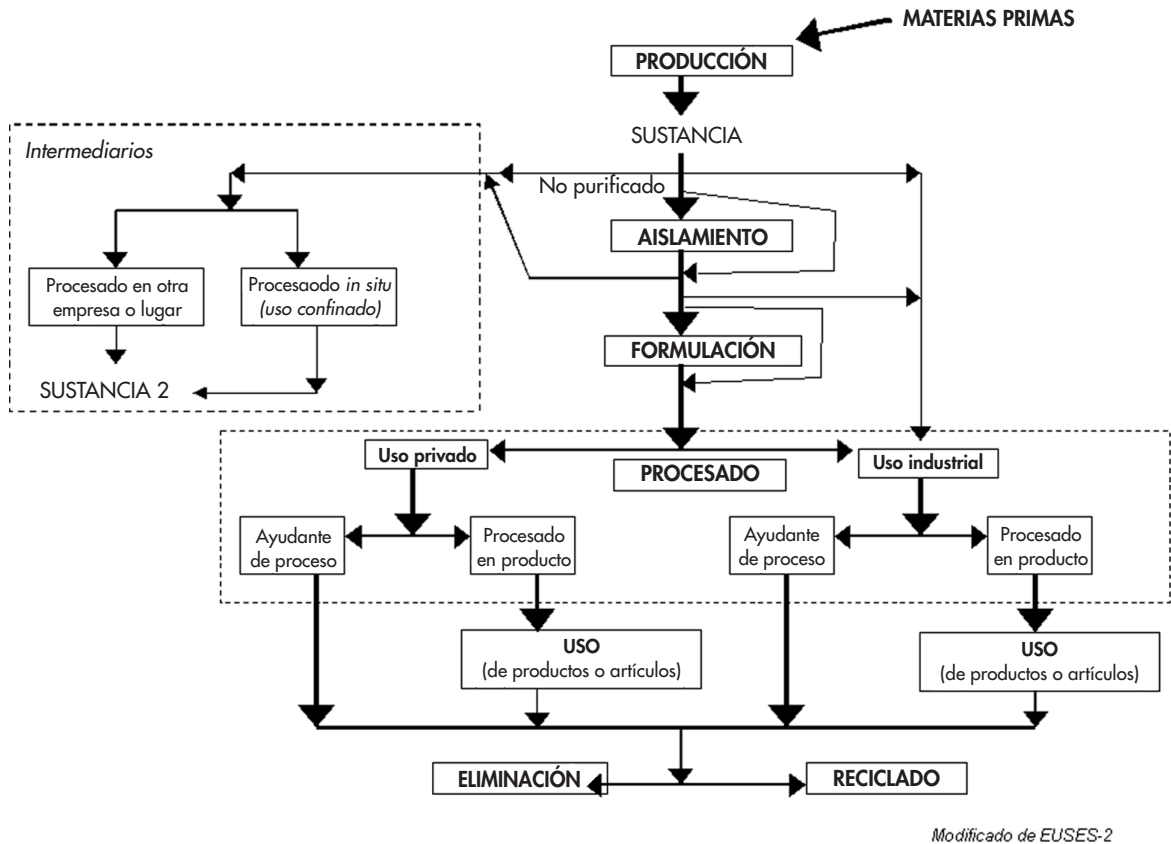 MATERIAS PRIMAS
PRODUCCIÓN
SUSTANCIA
Intermediarios
No purificado
AISLAMIENTO
Procesado en otra
empresa o lugar
Procesaodo in situ
(uso confinado)
FORMULACIÓN
SUSTANCIA 2
Uso privado
PROCESADO
Uso industrial
Ayudante
de proceso
Procesado
en producto
Ayudante
de proceso
Procesado
en producto
USO
(de productos o artículos)
USO
(de productos o artículos)
ELIMINACIÓN
RECICLADO
Modificado de EUSES-2